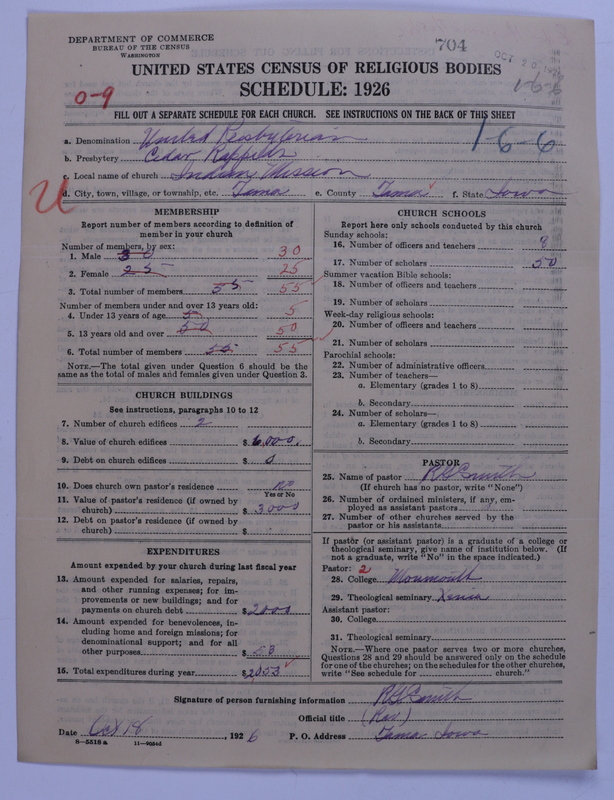 DEPARTMENT OF COMMERCE
BUREAU OF THE CENSUS
WASHINGTON
704
OCT 20 1926
UNITED STATES CENSUS OF RELIGIOUS BODIES
SCHEDULE: 1926
0-9
1-6-6
FILL OUT A SEPARATE SCHEDULE FOR EACH CHURCH. SEE INSTRUCTIONS ON THE BACK OF THIS SHEET
1-6-6
a. Denomination United Presbyterian
b. Presbytery Cedar Rapids
c. Local name of church Indian Mission
U
d. City, town, village, or township, etc. Tama e. County Tama f. State Iowa
MEMBERSHIP
Report number of members according to definition of member in your church
Number of members, by sex:
1. Male 30 30
2. Female 25 25
3. Total number of members 55 55
Number of members under and over 13 years old:
4. Under 13 years of age 5 5
5. 13 years old and over 50 50
6. Total number of members 55 55
NOTE.—The total given under Question 6 should be the
same as the total of males and females given under Question 3.
CHURCH BUILDINGS
See instructions, paragraphs 10 to 12
7. Number of church edifices 2
8. Value of church edifices $6,000
9. Debt on church edifices $ 0
10. Does church own pastor's residence no
Yes or No
11. Value of pastor's residence (if owned by
church) $ 3000
12. Debt on pastor's residence (if owned by
church) $
EXPENDITURES
Amount expended by your church during last fiscal year
13. Amount expended for salaries, repairs,
and other running expenses; for im-
provements or new buildings; and for
payments on church debt $2000
14. Amount expended for benevolences, in-
cluding home and foreign missions; for
denominational support; and for all
other purposes $ 53
15. Total expenditures during year $2053
CHURCH SCHOOLS
Report here only schools conducted by this church
Sunday schools:
16. Number of officers and teachers 8
17. Number of scholars 50
Summer vacation Bible schools:
18. Number of officers and teachers
19. Number of scholars
Week-day religious schools:
20. Number of officers and teachers
21. Number of scholars
Parochial schools:
22. Number of administrative officers
23. Number of teachers—
a. Elementary (grades 1 to 8)
b. Secondary
24. Number of scholars—
a. Elementary (grades 1 to 8)
b. Secondary
PASTOR
25. Name of pastor Smith
(If church has no pastor, write "None")
26. Number of ordained ministers, if any, em-
ployed as assistant pastors
27. Number of other churches served by the
pastor or his assistants
If pastor (or assistant pastor) is a graduate of a college or
theological seminary, give name of institution below. (If
not a graduate, write "No" in the space indicated.)
Pastor: 2
28. College Monmouth
29. Theological seminary Xenia
Assistant pastor:
30. College
31. Theological seminary
NOTE.—Where one pastor serves two or more churches,
Questions 28 and 29 should be answered only on the schedule
for one of the churches; on the schedules for the other churches,
write "See schedule for church."
Signature of person furnishing information Smith
Official title (Rev.)
Date Oct 18, 1926 P. O. Address Tama Iowa
8—5518 a